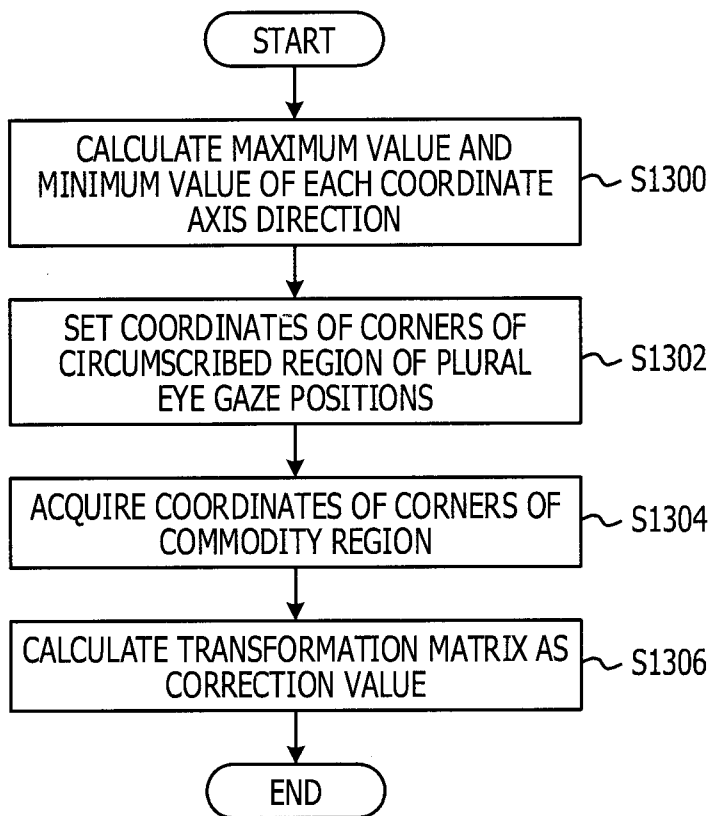 START
CALCULATE MAXIMUM VALUE AND
MINIMUM VALUE OF EACH COORDINATE
AXIS DIRECTION
S1300
SET COORDINATES OF CORNERS OF
CIRCUMSCRIBED REGION OF PLURAL
EYE GAZE POSITIONS
S1302
ACQUIRE COORDINATES OF CORNERS OF
COMMODITY REGION
S1304
CALCULATE TRANSFORMATION MATRIX AS
CORRECTION VALUE
S1306
END